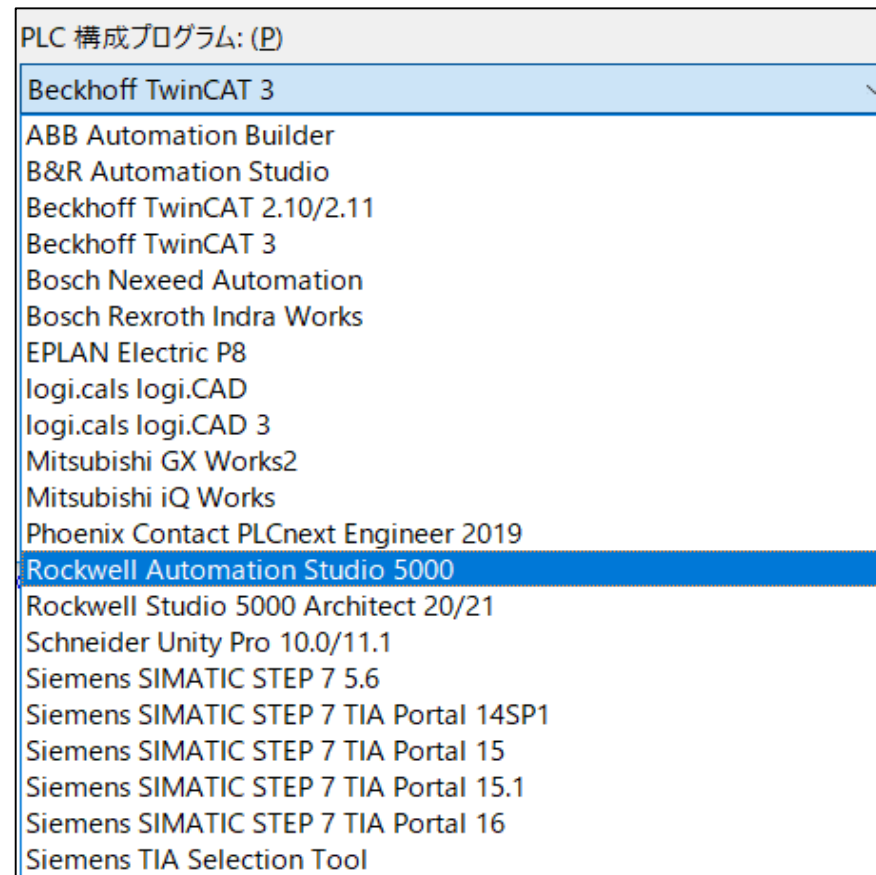 PLC 構成プログラム: (P)
Beckhoff TwinCAT 3
ABB Automation Builder
B&R Automation Studio
Beckhoff TwinCAT 2.10/2.11
Beckhoff TwinCAT 3
Bosch Nexeed Automation
Bosch Rexroth Indra Works
EPLAN Electric P8
logi.cals logi.CAD
logi.cals logi.CAD 3
Mitsubishi GX Works2
Mitsubishi iQ Works
Phoenix Contact PLCnext Engineer 2019
Rockwell Automation Studio 5000
Rockwell Studio 5000 Architect 20/21
Schneider Unity Pro 10.0/11.1
Siemens SIMATIC STEP 7 5.6
Siemens SIMATIC STEP 7 TIA Portal 14SP1
Siemens SIMATIC STEP 7 TIA Portal 15
Siemens SIMATIC STEP 7 TIA Portal 15.1
Siemens SIMATIC STEP 7 TIA Portal 16
Siemens TIA Selection Tool